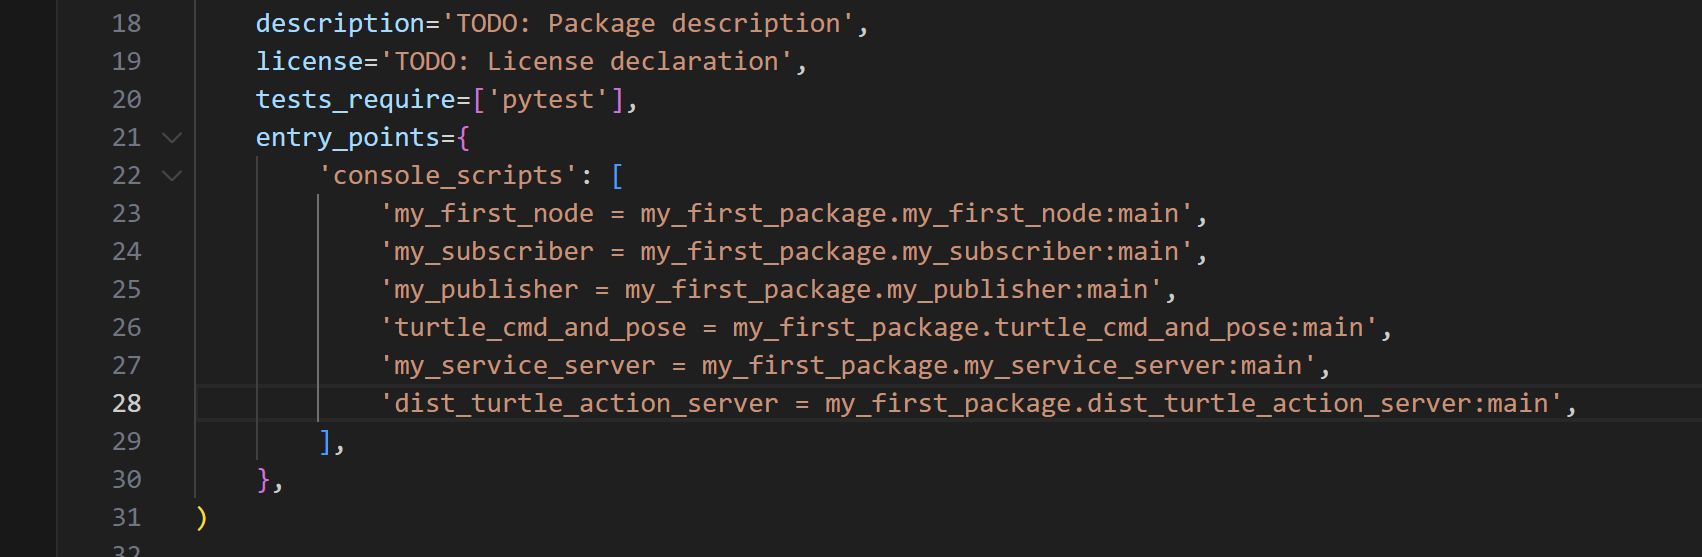 18 description='TODO: Package description',
19 license='TODO: License declaration',
20 tests_require=['pytest'],
21 entry_points={
22 'console_scripts': [
23 'my_first_node = my_first_package.my_first_node:main',
24 'my_subscriber = my_first_package.my_subscriber:main',
25 'my_publisher = my_first_package.my_publisher:main',
26 'turtle_cmd_and_pose = my_first_package.turtle_cmd_and_pose:main',
27 'my_service_server = my_first_package.my_service_server:main',
28 'dist_turtle_action_server = my_first_package.dist_turtle_action_server:main',
29 ],
30 },
31 )
32